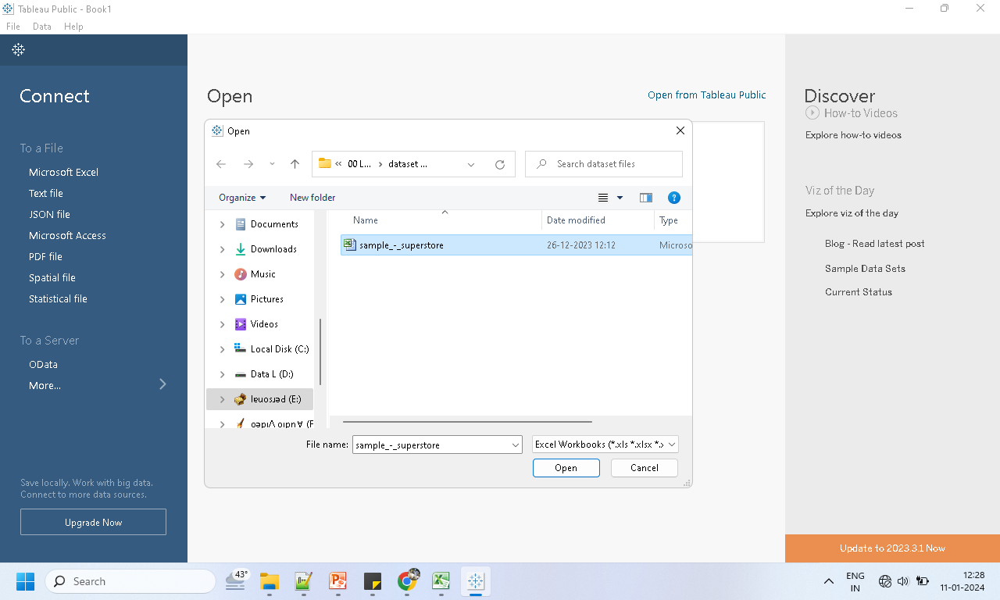 Tableau Public - Book1
File Data Help
Connect
To a File
Microsoft Excel
Text file
JSON file
Microsoft Access
PDF file
Spatial file
Statistical file
To a Server
OData
More...
Save locally. Work with big data.
Connect to more data sources.
Upgrade Now
Open
Open from Tableau Public
Open
« 00 L... › dataset ...
Search dataset files
Organize
New folder
Documents
Downloads
Music
Pictures
Videos
Local Disk (C:)
Data L (D:)
ꓒɐɹsouɐl (E:)
Name Date modified Type
sample_-_superstore 26-12-2023 12:12 Microso
File name: sample_-_superstore
Excel Workbooks (*.xls *.xlsx *.x
Open Cancel
Discover
How-to Videos
Explore how-to videos
Viz of the Day
Explore viz of the day
Blog - Read latest post
Sample Data Sets
Current Status
Update to 2023.3.1 Now
Search
43°
ENG
IN
12:28
11-01-2024